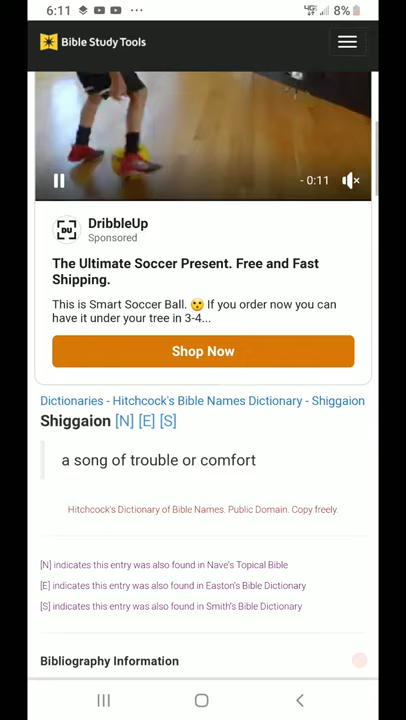 6:11 8%
Bible Study Tools
- 0:11
DU
DribbleUp
Sponsored
The Ultimate Soccer Present. Free and Fast
Shipping.
This is Smart Soccer Ball. 😯 If you order now you can
have it under your tree in 3-4...
Shop Now
Dictionaries - Hitchcock's Bible Names Dictionary - Shiggaion
Shiggaion [N] [E] [S]
a song of trouble or comfort
Hitchcock's Dictionary of Bible Names. Public Domain. Copy freely.
[N] indicates this entry was also found in Nave's Topical Bible
[E] indicates this entry was also found in Easton's Bible Dictionary
[S] indicates this entry was also found in Smith's Bible Dictionary
Bibliography Information